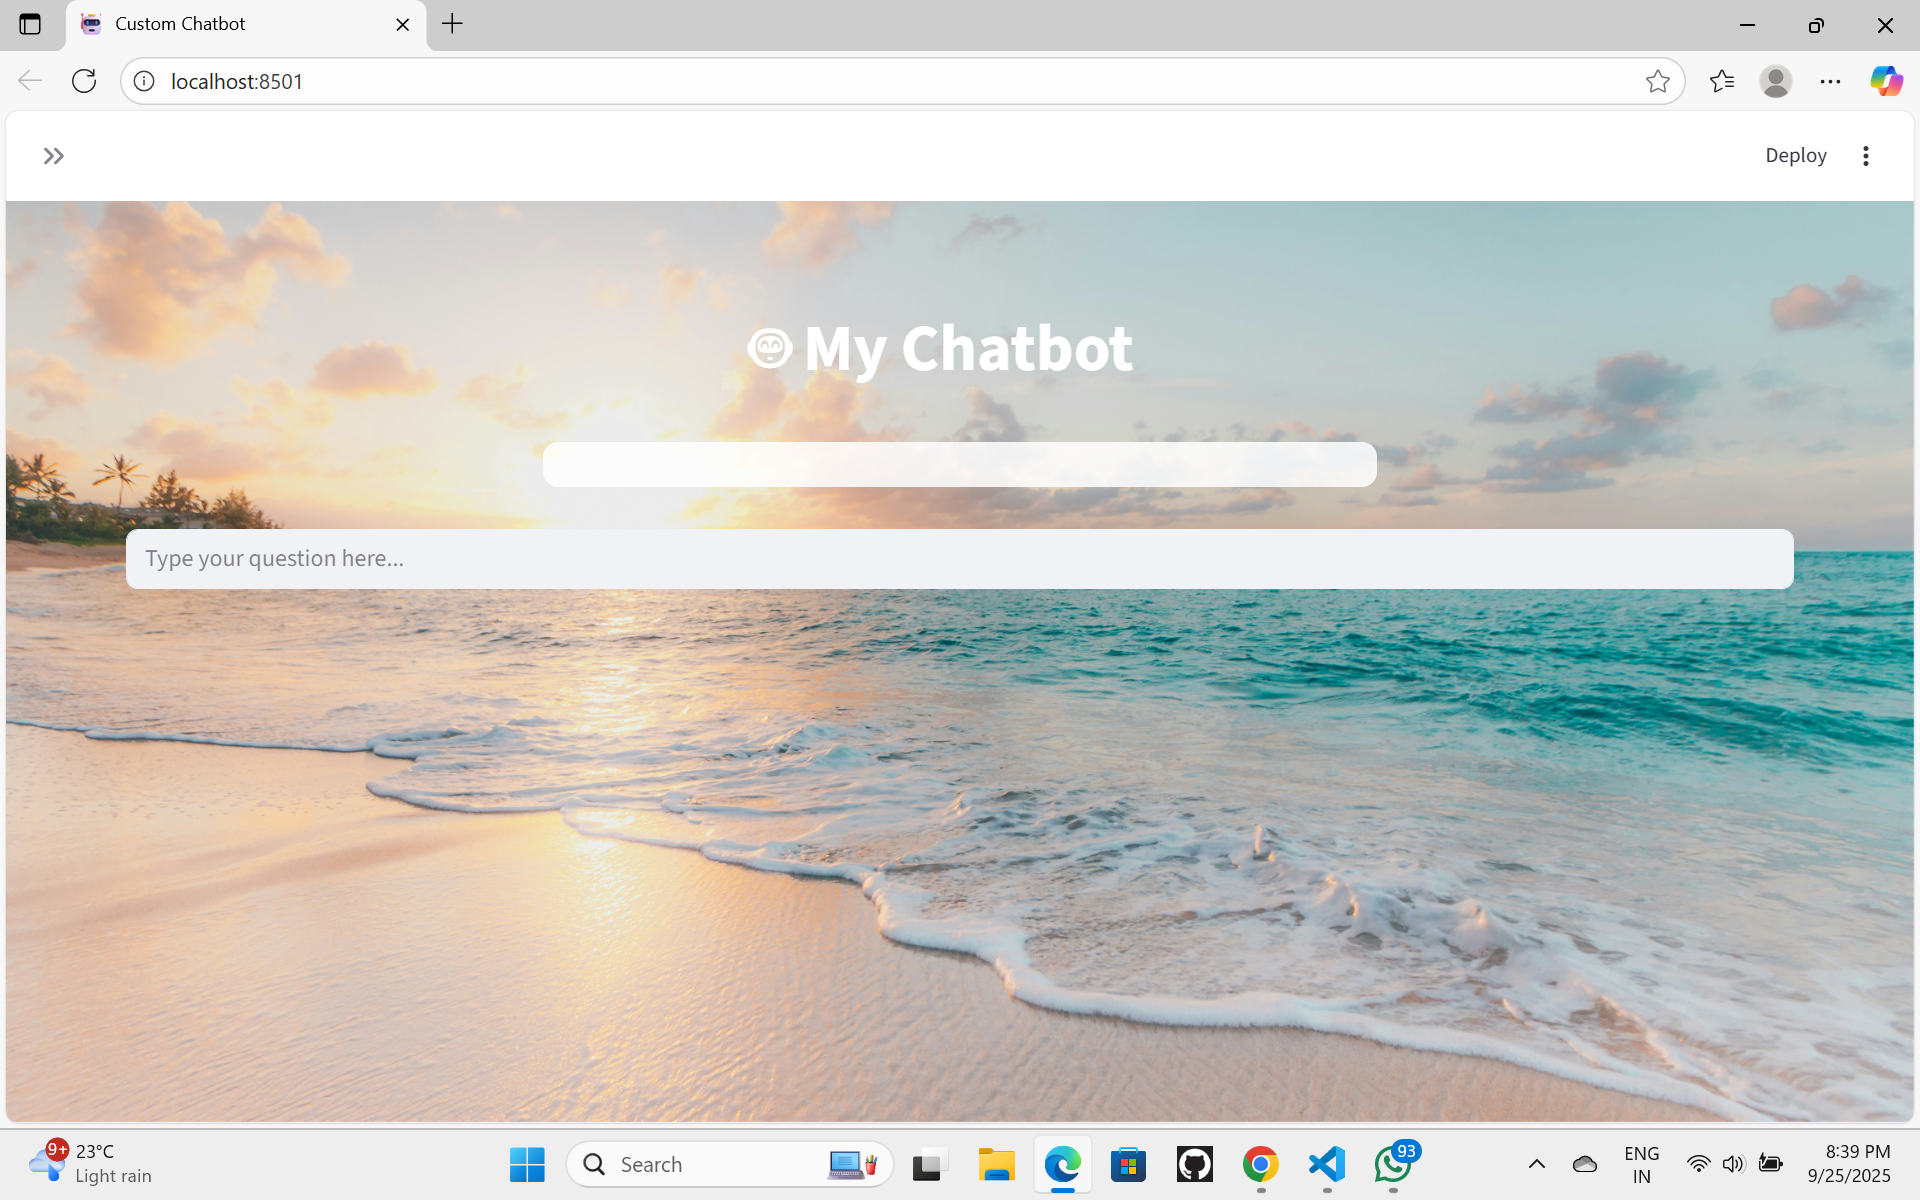 Custom Chatbot
localhost:8501
Deploy
My Chatbot
Type your question here...
9+
23°C
Light rain
Search
93
ENG
IN
8:39 PM
9/25/2025